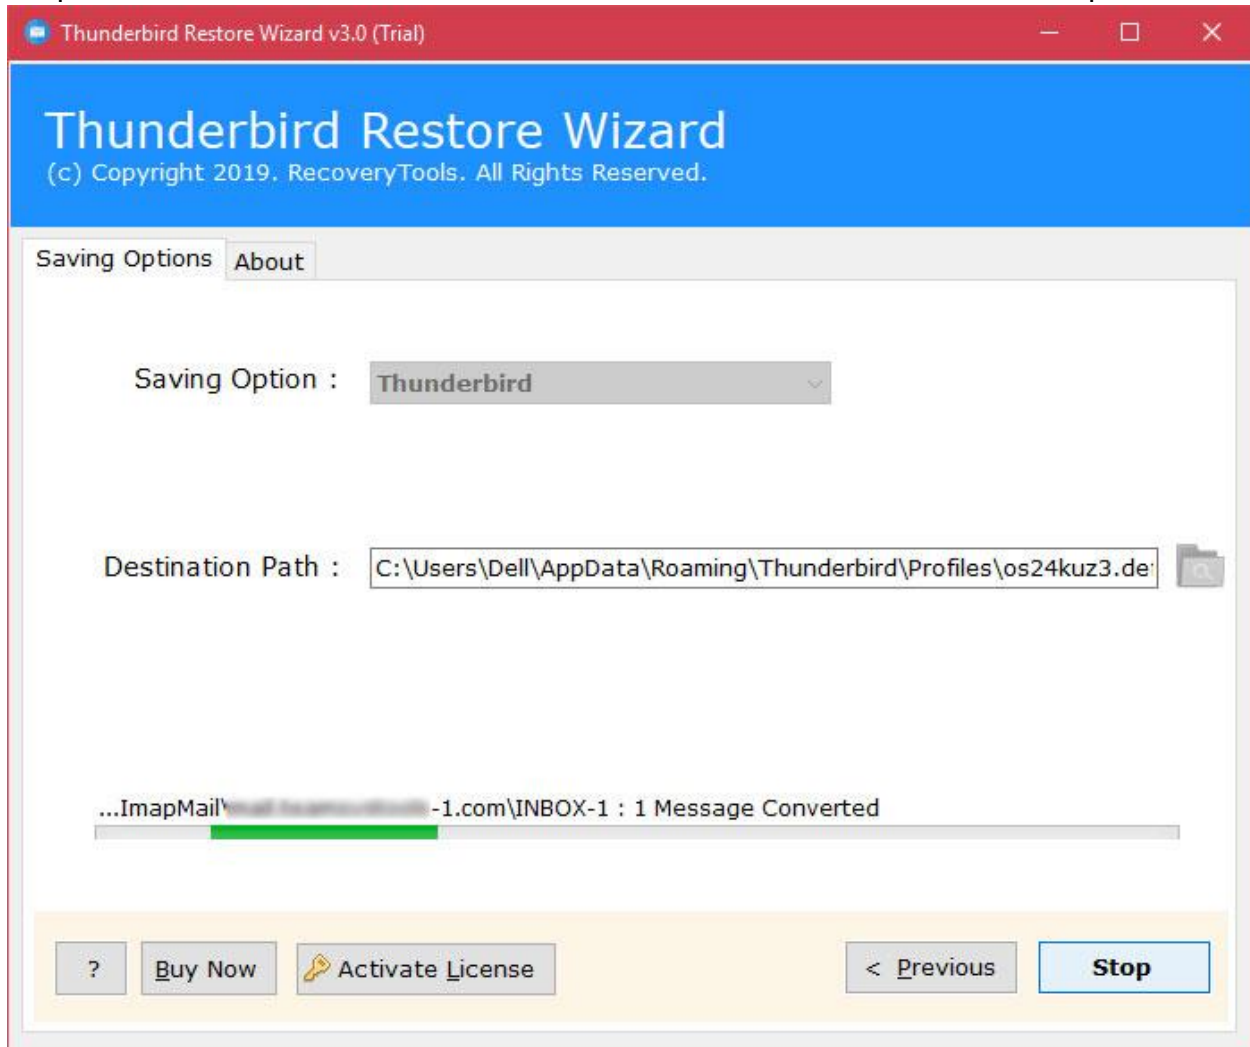 Thunderbird Restore Wizard v3.0 (Trial)
Thunderbird Restore Wizard
(c) Copyright 2019. RecoveryTools. All Rights Reserved.
Saving Options About
Saving Option : Thunderbird
Destination Path : C:\Users\Dell\AppData\Roaming\Thunderbird\Profiles\os24kuz3.de
...ImapMail\ -1.com\INBOX-1 : 1 Message Converted
? Buy Now Activate License < Previous Stop